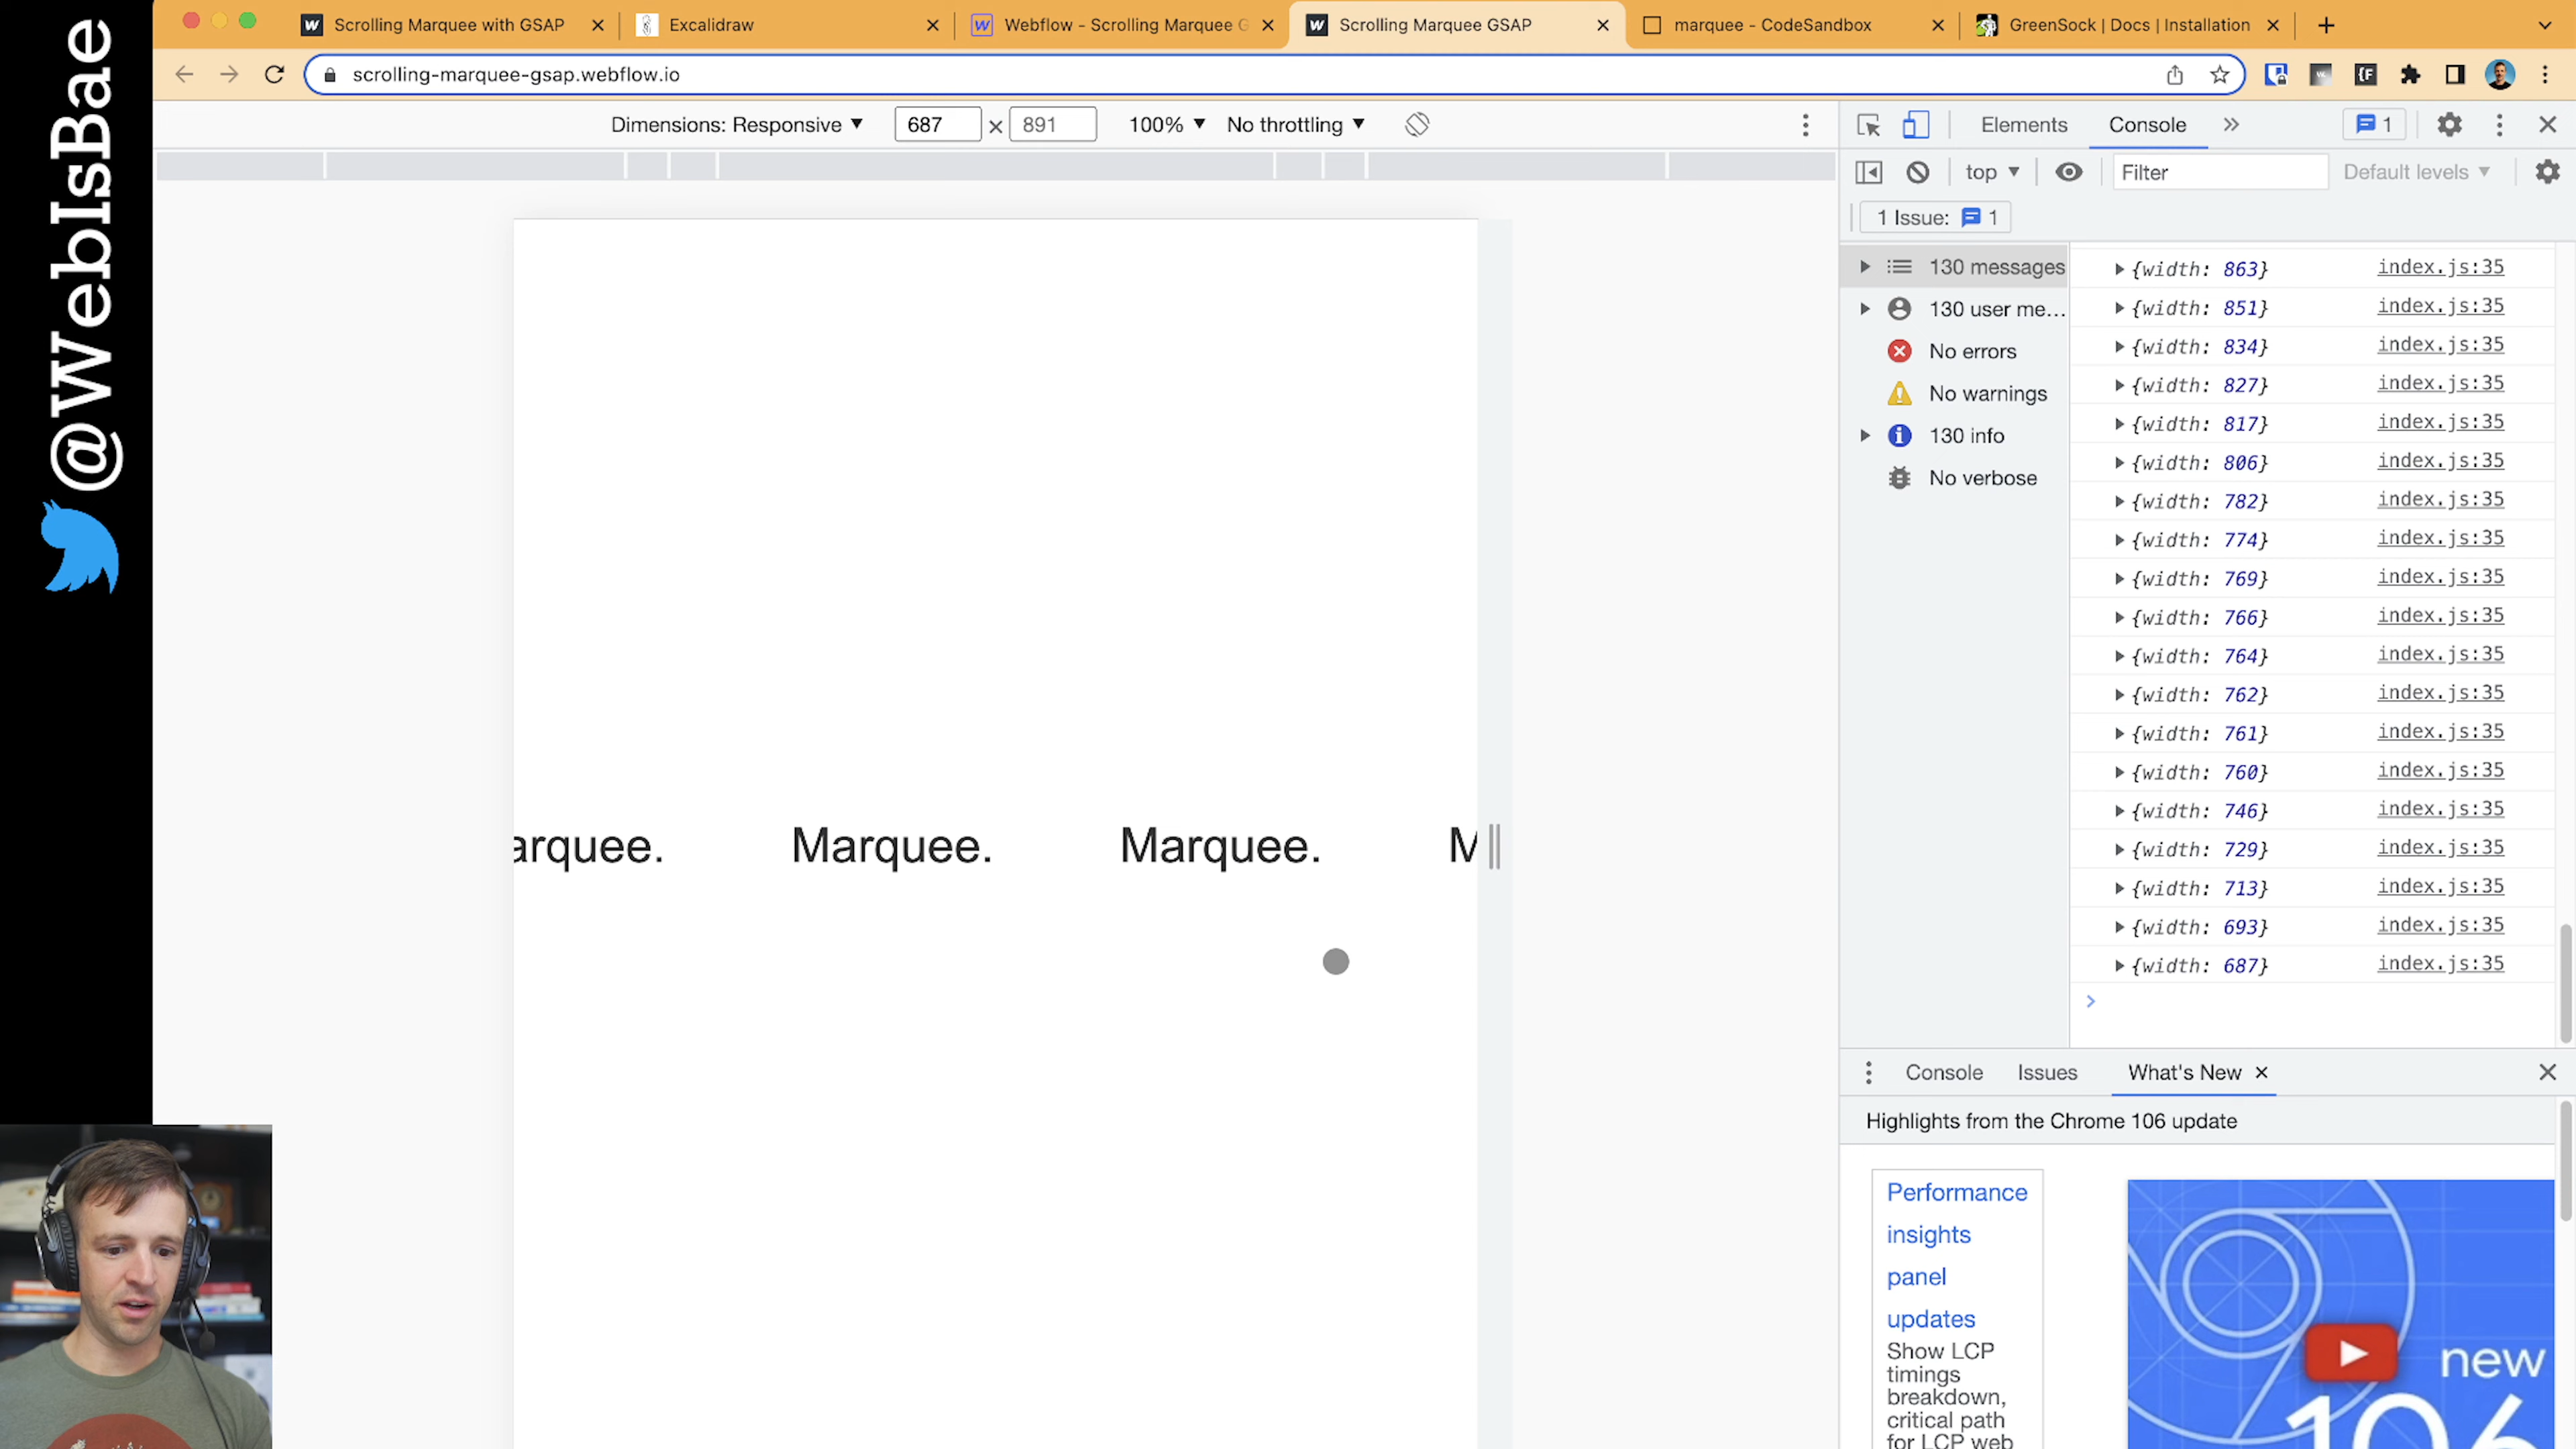 @WebIsBae
Scrolling Marquee with GSAP
Excalidraw
Webflow - Scrolling Marquee G
Scrolling Marquee GSAP
marquee - CodeSandbox
GreenSock | Docs | Installation
scrolling-marquee-gsap.webflow.io
Dimensions: Responsive
687
×
891
100%
No throttling
Elements
Console
1
top
Filter
Default levels
1 Issue:
1
130 messages
130 user me…
No errors
No warnings
130 info
No verbose
{width: 863} index.js:35
{width: 851} index.js:35
{width: 834} index.js:35
{width: 827} index.js:35
{width: 817} index.js:35
{width: 806} index.js:35
{width: 782} index.js:35
{width: 774} index.js:35
{width: 769} index.js:35
{width: 766} index.js:35
{width: 764} index.js:35
{width: 762} index.js:35
{width: 761} index.js:35
{width: 760} index.js:35
{width: 746} index.js:35
{width: 729} index.js:35
{width: 713} index.js:35
{width: 693} index.js:35
{width: 687} index.js:35
arquee. Marquee. Marquee. M
Console
Issues
What's New
Highlights from the Chrome 106 update
Performance
insights
panel
updates
Show LCP
timings
breakdown,
critical path
for LCP web
new
106